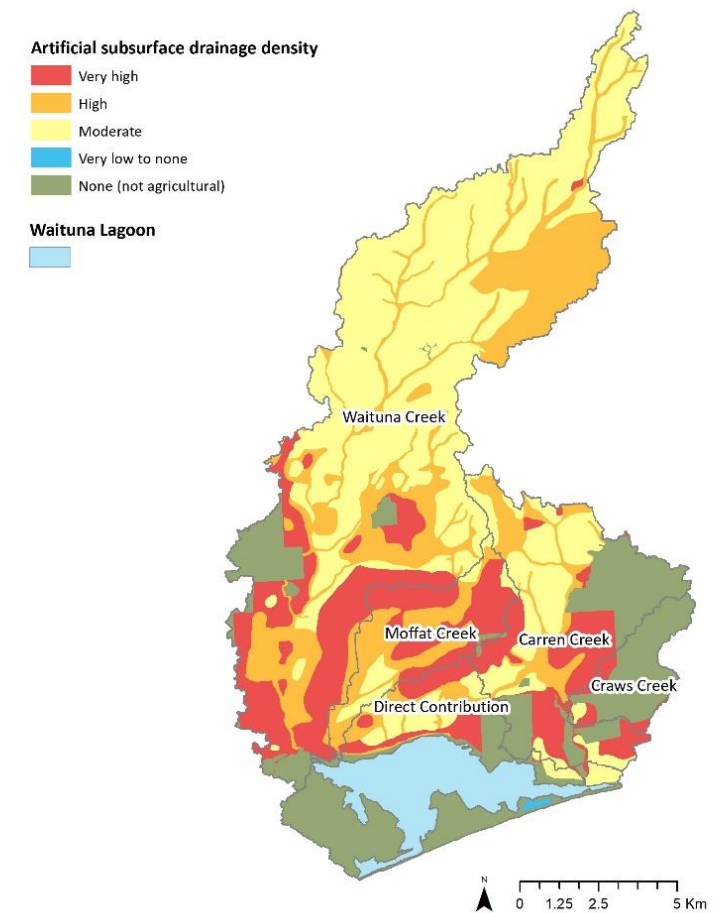 Artificial subsurface drainage density
Very high
High
Moderate
Very low to none
None (not agricultural)
Waituna Lagoon
Waituna Creek
Moffat Creek
Carren Creek
Craws Creek
Direct Contribution
N
0 1.25 2.5 5 Km